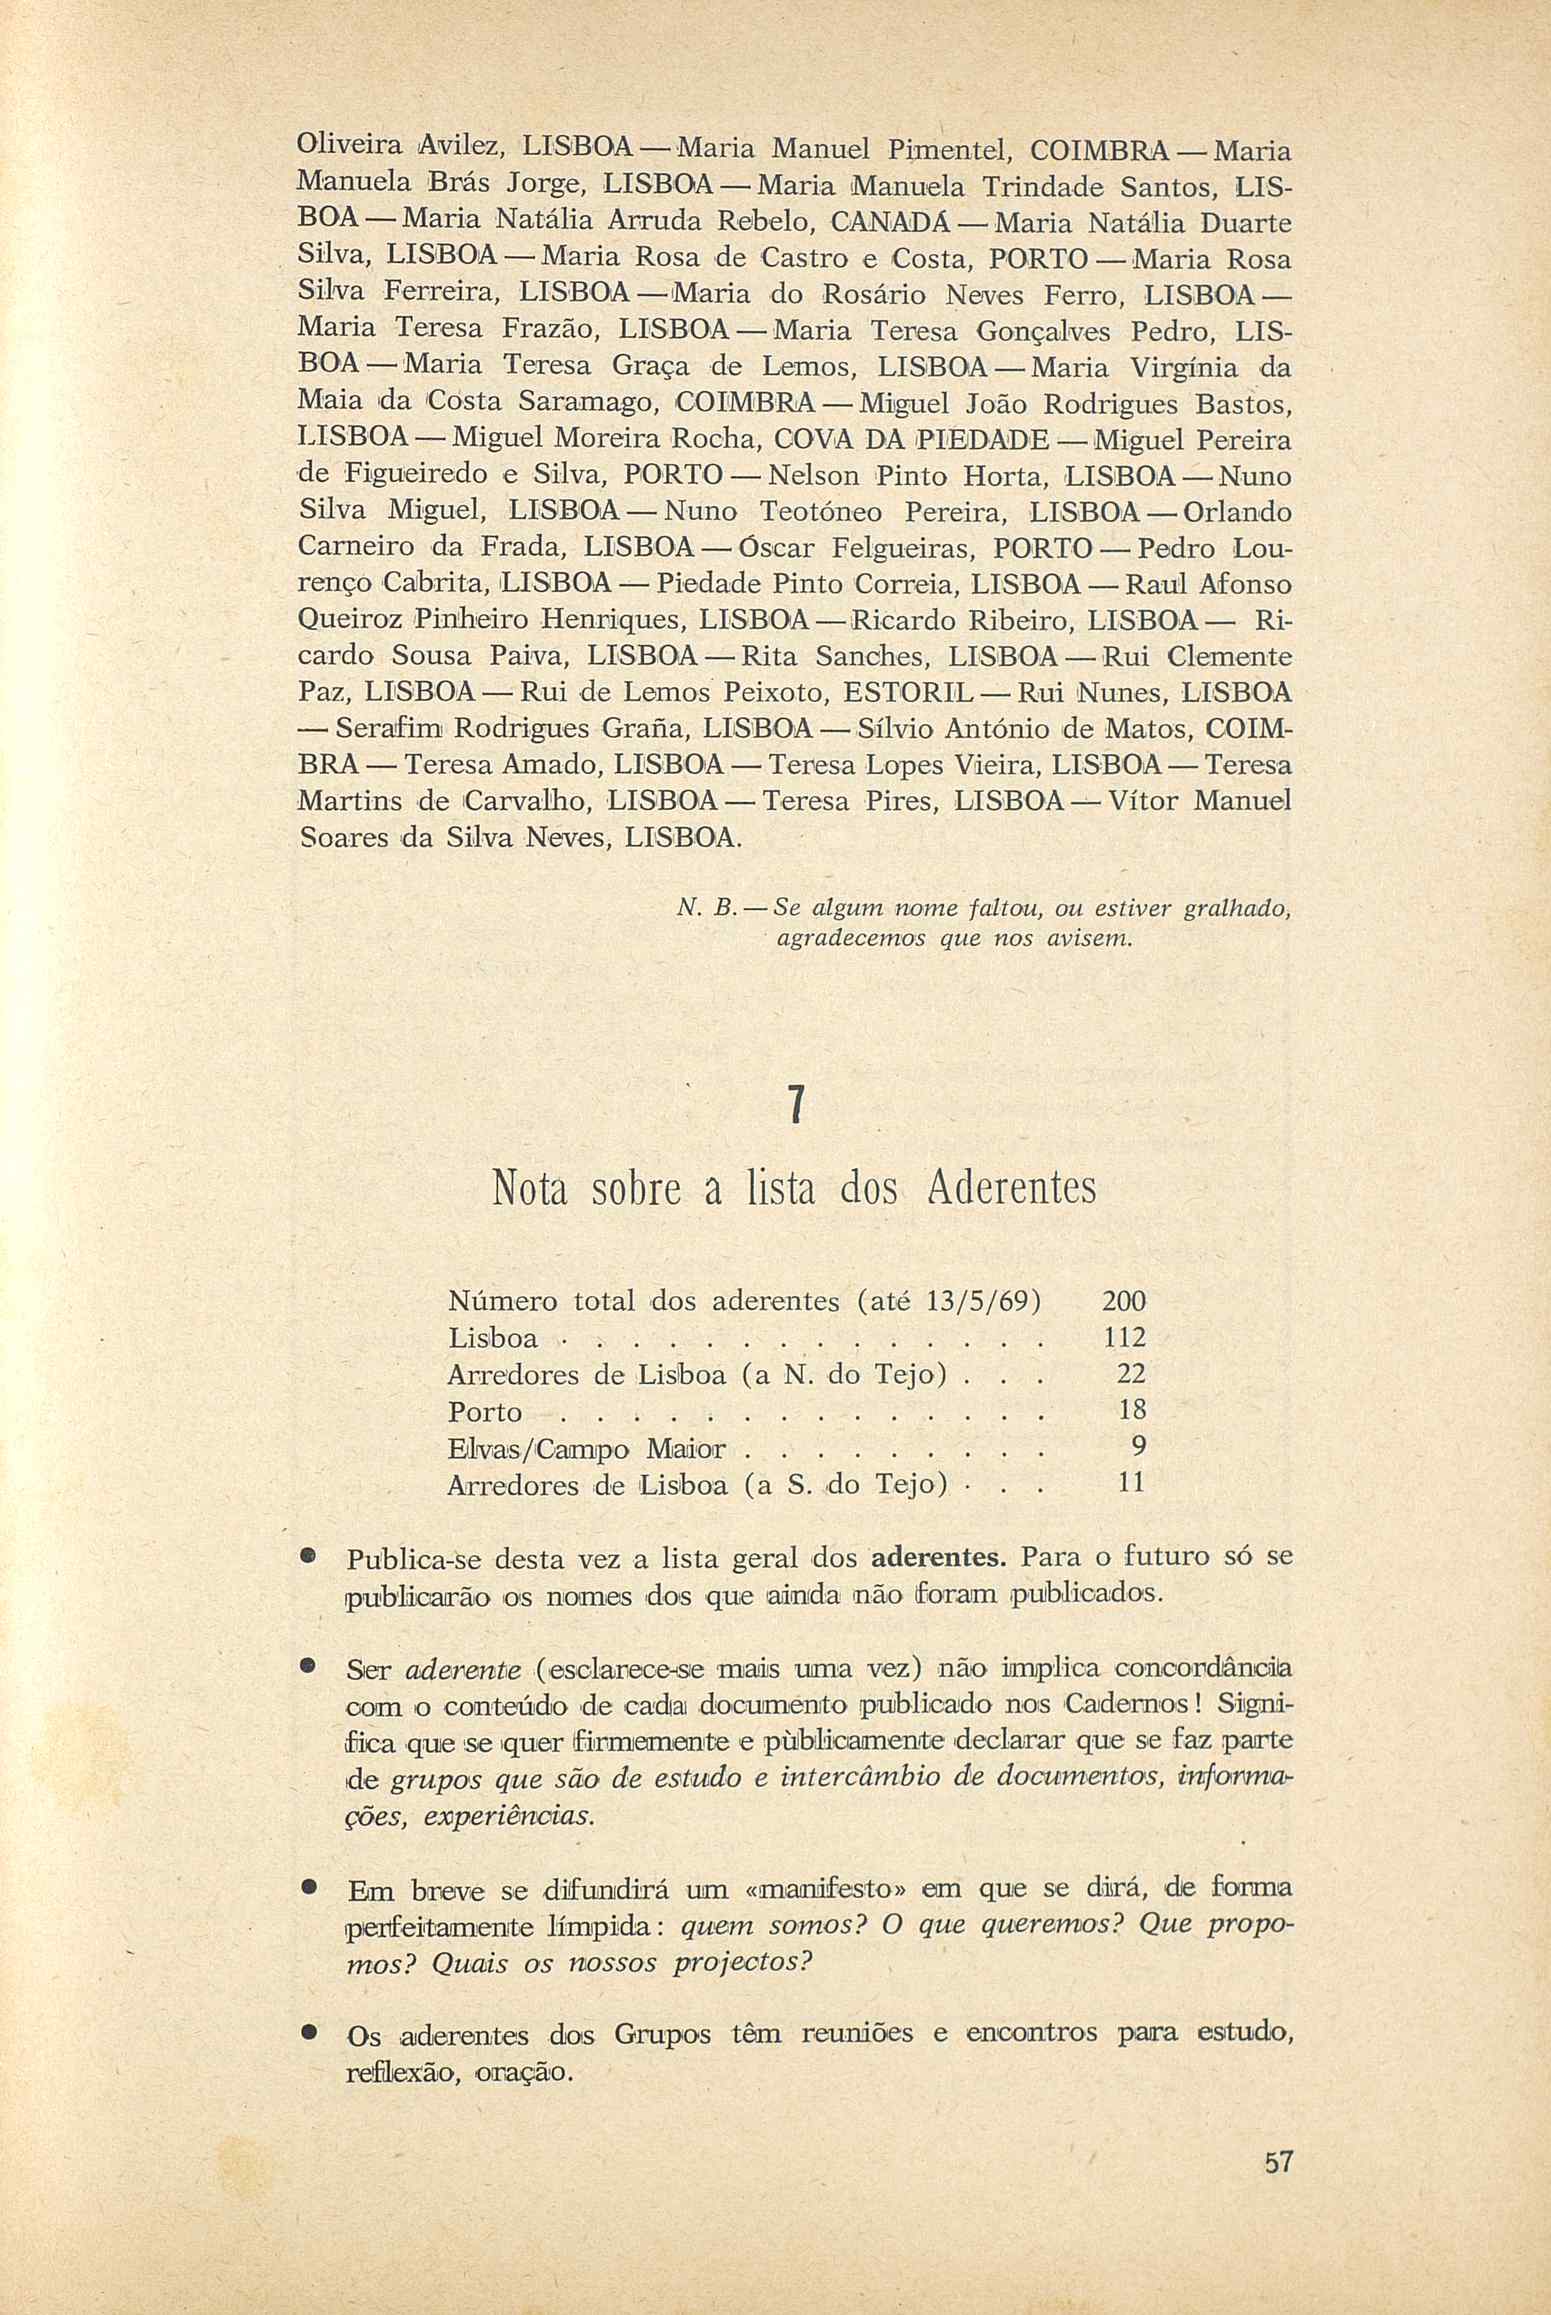 Oliveira Avilez, LISBOA — Maria Manuel Pimentel, COIMBRA — Maria
Manuela Brás Jorge, LISBOA — Maria Manuela Trindade Santos, LIS-
BOA — Maria Natália Arruda Rebelo, CANADÁ — Maria Natália Duarte
Silva, LISBOA — Maria Rosa de Castro e Costa, PORTO — Maria Rosa
Silva Ferreira, LISBOA — Maria do Rosário Neves Ferro, LISBOA —
Maria Teresa Frazão, LISBOA — Maria Teresa Gonçalves Pedro, LIS-
BOA — Maria Teresa Graça de Lemos, LISBOA — Maria Virgínia da
Maia da Costa Saramago, COIMBRA — Miguel João Rodrigues Bastos,
LISBOA — Miguel Moreira Rocha, COVA DA PIEDADE — Miguel Pereira
de Figueiredo e Silva, PORTO — Nelson Pinto Horta, LISBOA — Nuno
Silva Miguel, LISBOA — Nuno Teotóneo Pereira, LISBOA — Orlando
Carneiro da Frada, LISBOA — Óscar Felgueiras, PORTO — Pedro Lou-
renço Cabrita, LISBOA — Piedade Pinto Correia, LISBOA — Raul Afonso
Queiroz Pinheiro Henriques, LISBOA — Ricardo Ribeiro, LISBOA — Ri-
cardo Sousa Paiva, LISBOA — Rita Sanches, LISBOA — Rui Clemente
Paz, LISBOA — Rui de Lemos Peixoto, ESTORIL — Rui Nunes, LISBOA
— Serafim Rodrigues Graña, LISBOA — Sílvio António de Matos, COIM-
BRA — Teresa Amado, LISBOA — Teresa Lopes Vieira, LISBOA — Teresa
Martins de Carvalho, LISBOA — Teresa Pires, LISBOA — Vítor Manuel
Soares da Silva Neves, LISBOA.
N. B. — Se algum nome faltou, ou estiver gralhado,
agradecemos que nos avisem.
7
Nota sobre a lista dos Aderentes
Número total dos aderentes (até 13/5/69) 200
Lisboa . . . . . . . . . . . . . . 112
Arredores de Lisboa (a N. do Tejo) . . . 22
Porto . . . . . . . . . . . . . . 18
Elvas/Campo Maior . . . . . . . . . 9
Arredores de Lisboa (a S. do Tejo) . . . 11
• Publica-se desta vez a lista geral dos aderentes. Para o futuro só se
publicarão os nomes dos que ainda não foram publicados.
• Ser aderente (esclarece-se mais uma vez) não implica concordância
com o conteúdo de cada documento publicado nos Cadernos! Signi-
fica que se quer firmemente e pùblicamente declarar que se faz parte
de grupos que são de estudo e intercâmbio de documentos, informa-
ções, experiências.
• Em breve se difundirá um «manifesto» em que se dirá, de forma
perfeitamente límpida: quem somos? O que queremos? Que propo-
mos? Quais os nossos projectos?
• Os aderentes dos Grupos têm reuniões e encontros para estudo,
reflexão, oração.
57